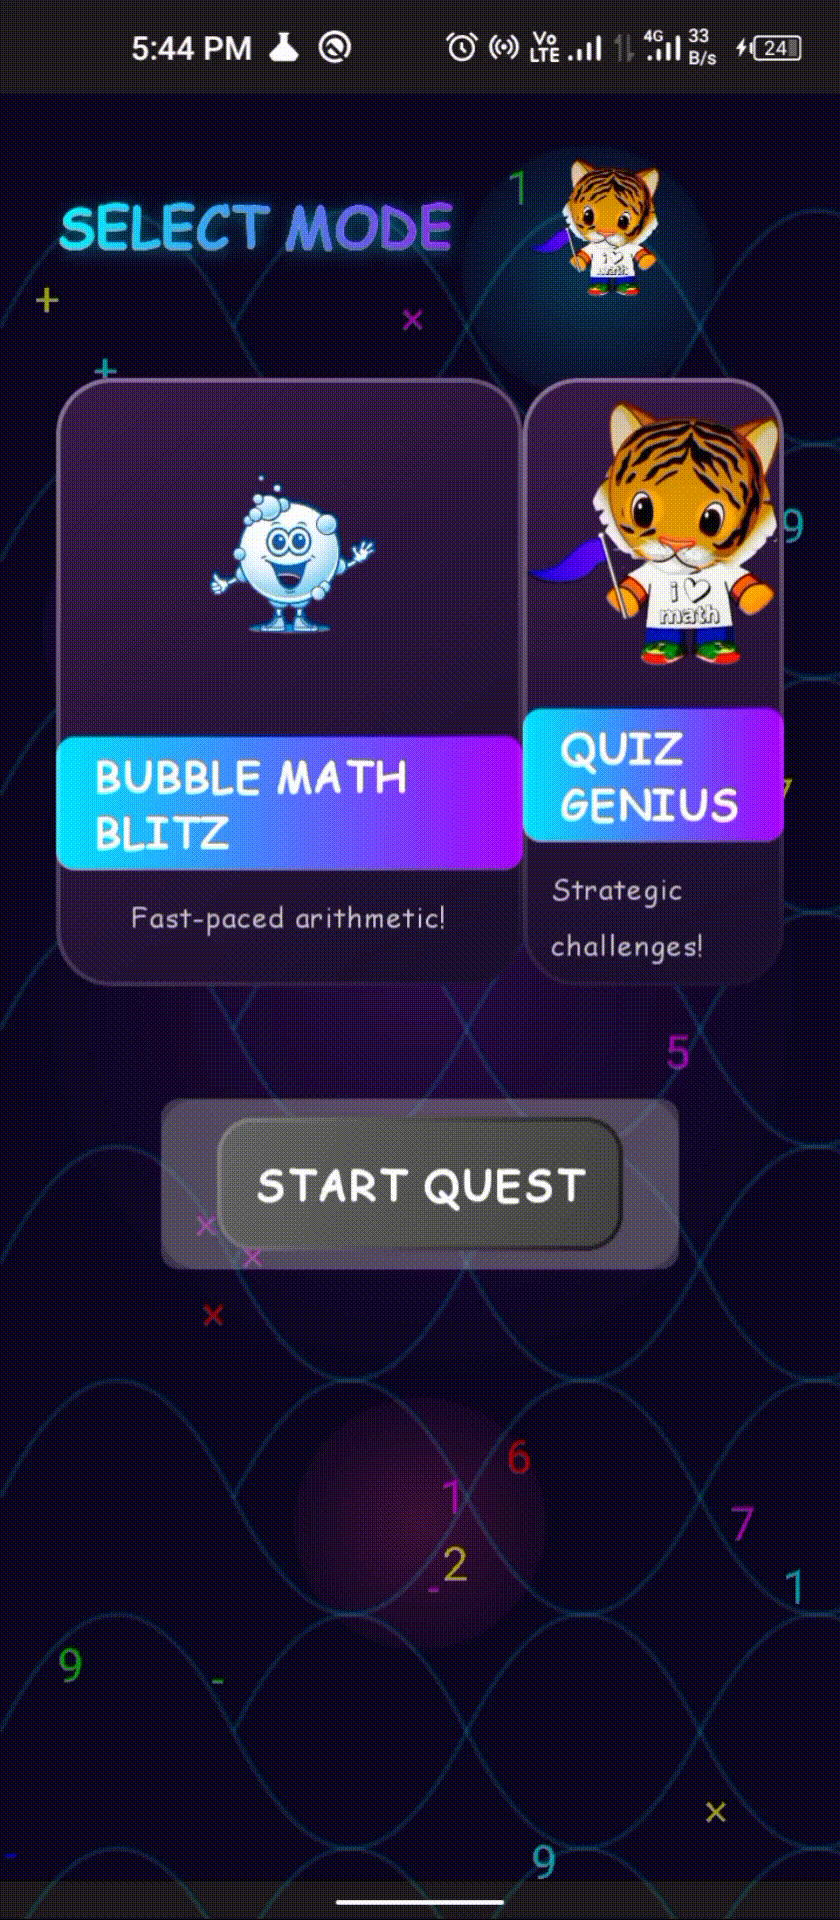 5:44 PM Vo LTE 4G 33 B/s 24
SELECT MODE
1
+
×
+
9
i ♡
math
BUBBLE MATH
BLITZ
QUIZ
GENIUS
Fast-paced arithmetic!
Strategic
challenges!
5
START QUEST
×
×
×
6
1
7
2
-
1
9
-
×
9
-